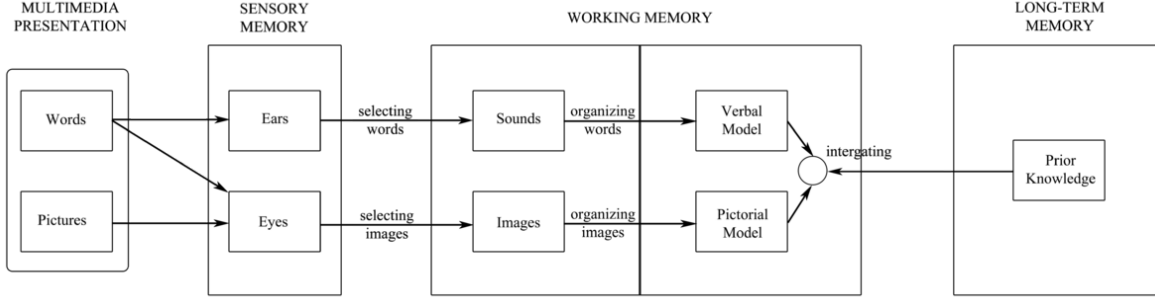 MULTIMEDIA
PRESENTATION
SENSORY
MEMORY
WORKING MEMORY
LONG-TERM
MEMORY
Words
Ears
selecting
words
Sounds
organizing
words
Verbal
Model
intergating
Prior
Knowledge
Pictures
Eyes
selecting
images
Images
organizing
images
Pictorial
Model